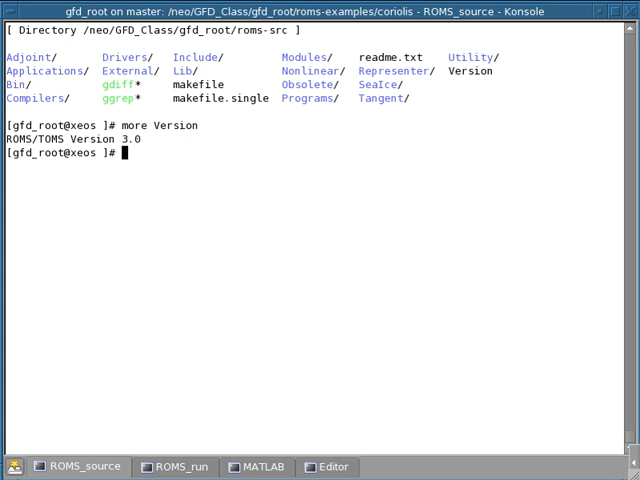 gfd_root on master: /neo/GFD_Class/gfd_root/roms-examples/coriolis - ROMS_source - Konsole
[ Directory /neo/GFD_Class/gfd_root/roms-src ]
Adjoint/ Drivers/ Include/ Modules/ readme.txt Utility/
Applications/ External/ Lib/ Nonlinear/ Representer/ Version
Bin/ gdiff* makefile Obsolete/ SeaIce/
Compilers/ ggrep* makefile.single Programs/ Tangent/
[gfd_root@xeos ]# more Version
ROMS/TOMS Version 3.0
[gfd_root@xeos ]#
ROMS_source ROMS_run MATLAB Editor